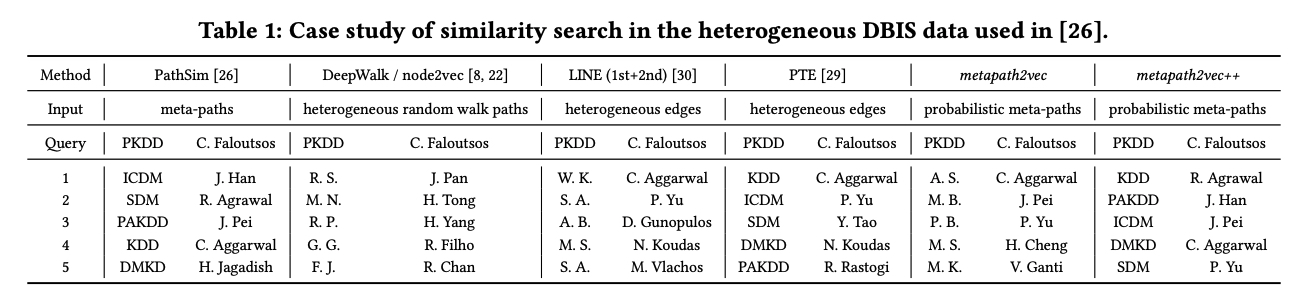 Table 1: Case study of similarity search in the heterogeneous DBIS data used in [26].
Method PathSim [26] DeepWalk / node2vec [8, 22] LINE (1st+2nd) [30] PTE [29] metapath2vec metapath2vec++
Input meta-paths heterogeneous random walk paths heterogeneous edges heterogeneous edges probabilistic meta-paths probabilistic meta-paths
Query PKDD C. Faloutsos PKDD C. Faloutsos PKDD C. Faloutsos PKDD C. Faloutsos PKDD C. Faloutsos PKDD C. Faloutsos
1 ICDM J. Han R. S. J. Pan W. K. C. Aggarwal KDD C. Aggarwal A. S. C. Aggarwal KDD R. Agrawal
2 SDM R. Agrawal M. N. H. Tong S. A. P. Yu ICDM P. Yu M. B. J. Pei PAKDD J. Han
3 PAKDD J. Pei R. P. H. Yang A. B. D. Gunopulos SDM Y. Tao P. B. P. Yu ICDM J. Pei
4 KDD C. Aggarwal G. G. R. Filho M. S. N. Koudas DMKD N. Koudas M. S. H. Cheng DMKD C. Aggarwal
5 DMKD H. Jagadish F. J. R. Chan S. A. M. Vlachos PAKDD R. Rastogi M. K. V. Ganti SDM P. Yu